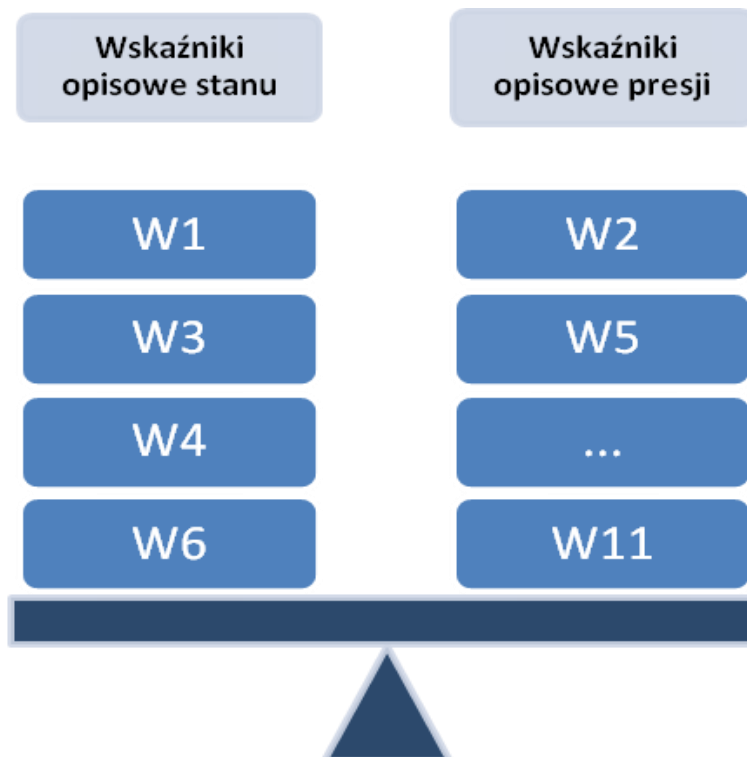 Wskaźniki
opisowe stanu
Wskaźniki
opisowe presji
W1
W2
W3
W5
W4
...
W6
W11